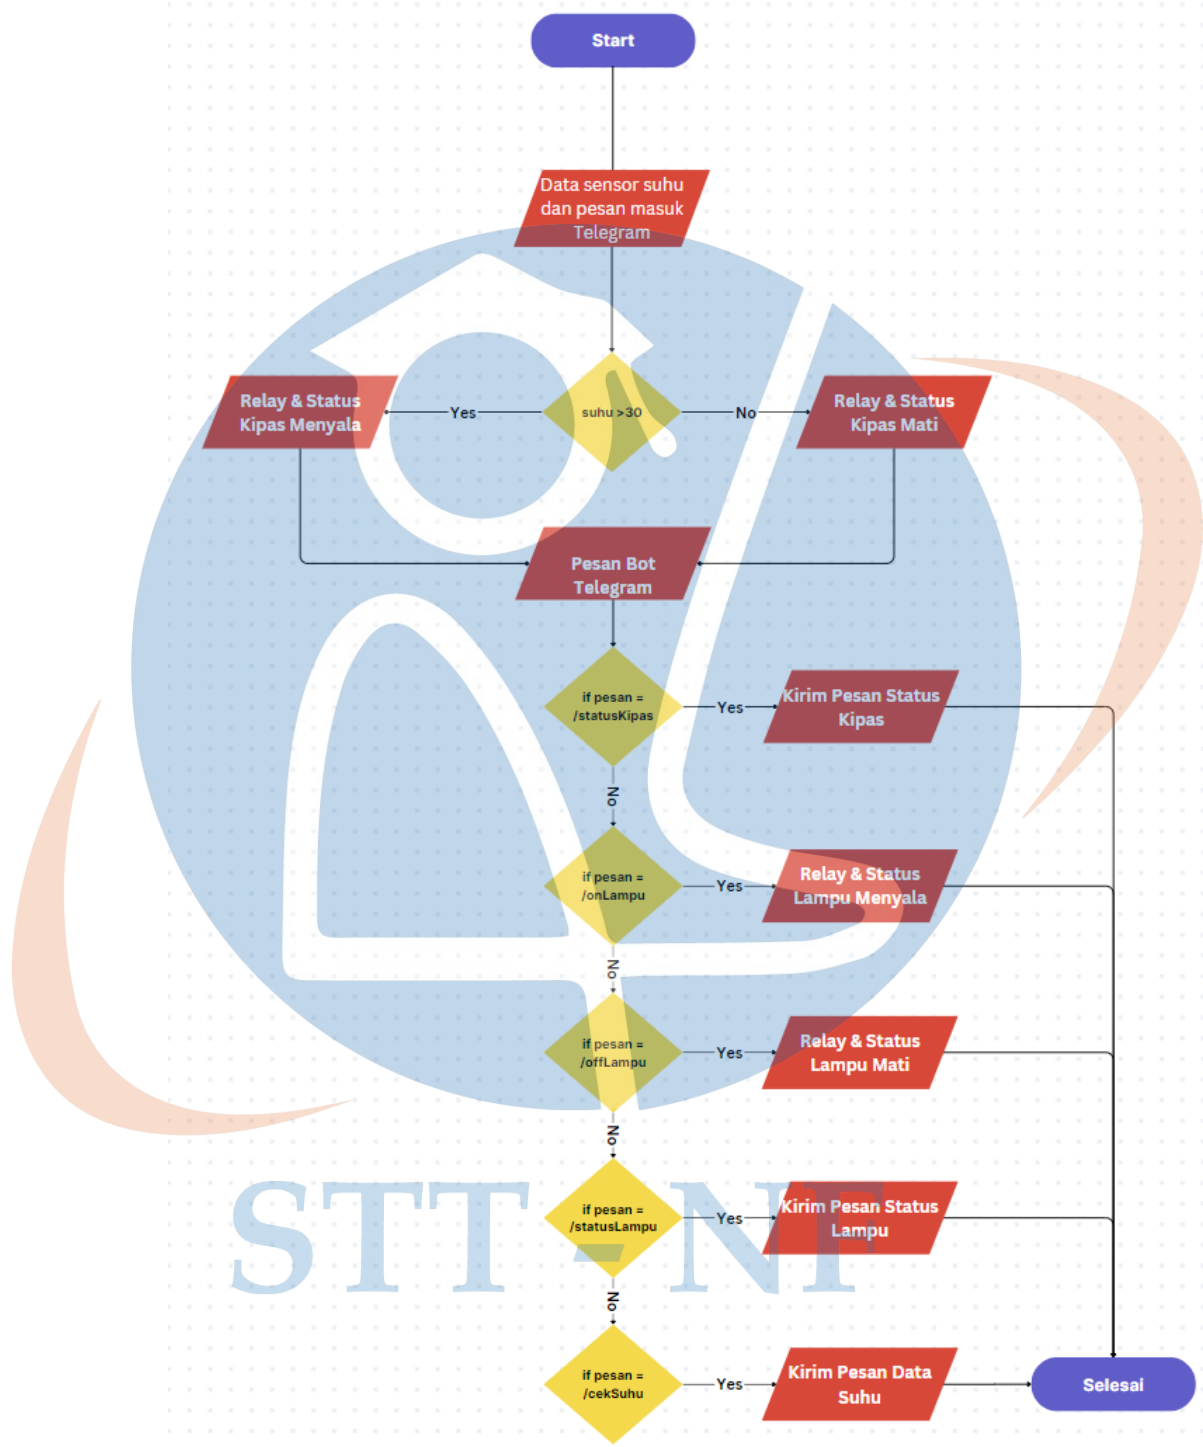 Start
Data sensor suhu
dan pesan masuk
Telegram
Relay & Status
Kipas Menyala
Yes
suhu >30
No
Relay & Status
Kipas Mati
Pesan Bot
Telegram
if pesan =
/statusKipas
Yes
Kirim Pesan Status
Kipas
No
if pesan =
/onLampu
Yes
Relay & Status
Lampu Menyala
No
if pesan =
/offLampu
Yes
Relay & Status
Lampu Mati
No
if pesan =
/statusLampu
Yes
Kirim Pesan Status
Lampu
STT - NF
No
if pesan =
/cekSuhu
Yes
Kirim Pesan Data
Suhu
Selesai